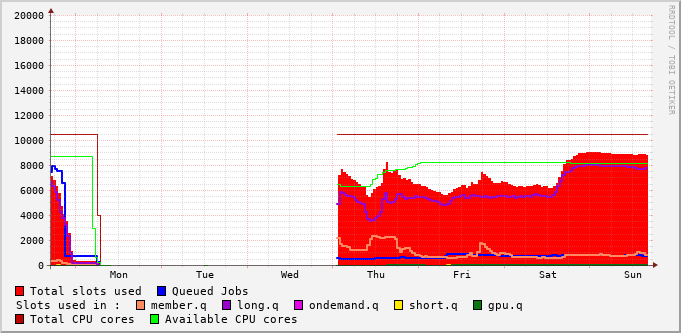 20000
18000
16000
14000
12000
10000
8000
6000
4000
2000
0
Mon Tue Wed Thu Fri Sat Sun
RRDTOOL / TOBI OETIKER
Total slots used Queued Jobs
Slots used in : member.q long.q ondemand.q short.q gpu.q
Total CPU cores Available CPU cores